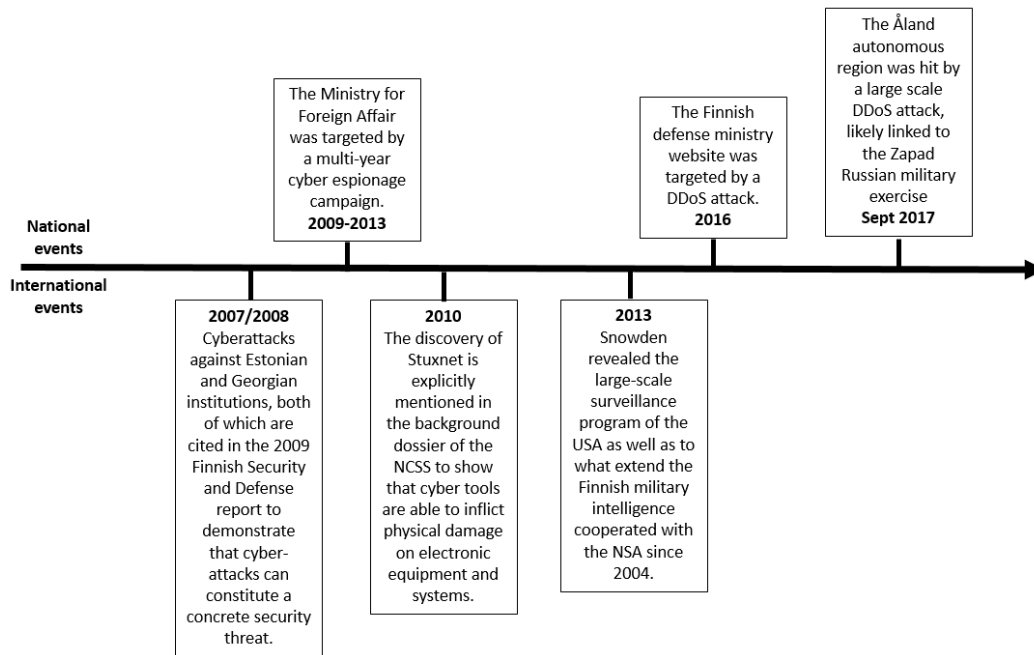 The Ministry for
Foreign Affair
was targeted by
a multi-year
cyber espionage
campaign.
2009-2013
The Finnish
defense ministry
website was
targeted by a
DDoS attack.
2016
The Åland
autonomous
region was hit by
a large scale
DDoS attack,
likely linked to
the Zapad
Russian military
exercise
Sept 2017
National
events
International
events
2007/2008
Cyberattacks
against Estonian
and Georgian
institutions, both
of which are
cited in the 2009
Finnish Security
and Defense
report to
demonstrate
that cyber-
attacks can
constitute a
concrete security
threat.
2010
The discovery of
Stuxnet is
explicitly
mentioned in
the background
dossier of the
NCSS to show
that cyber tools
are able to inflict
physical damage
on electronic
equipment and
systems.
2013
Snowden
revealed the
large-scale
surveillance
program of the
USA as well as to
what extend the
Finnish military
intelligence
cooperated with
the NSA since
2004.